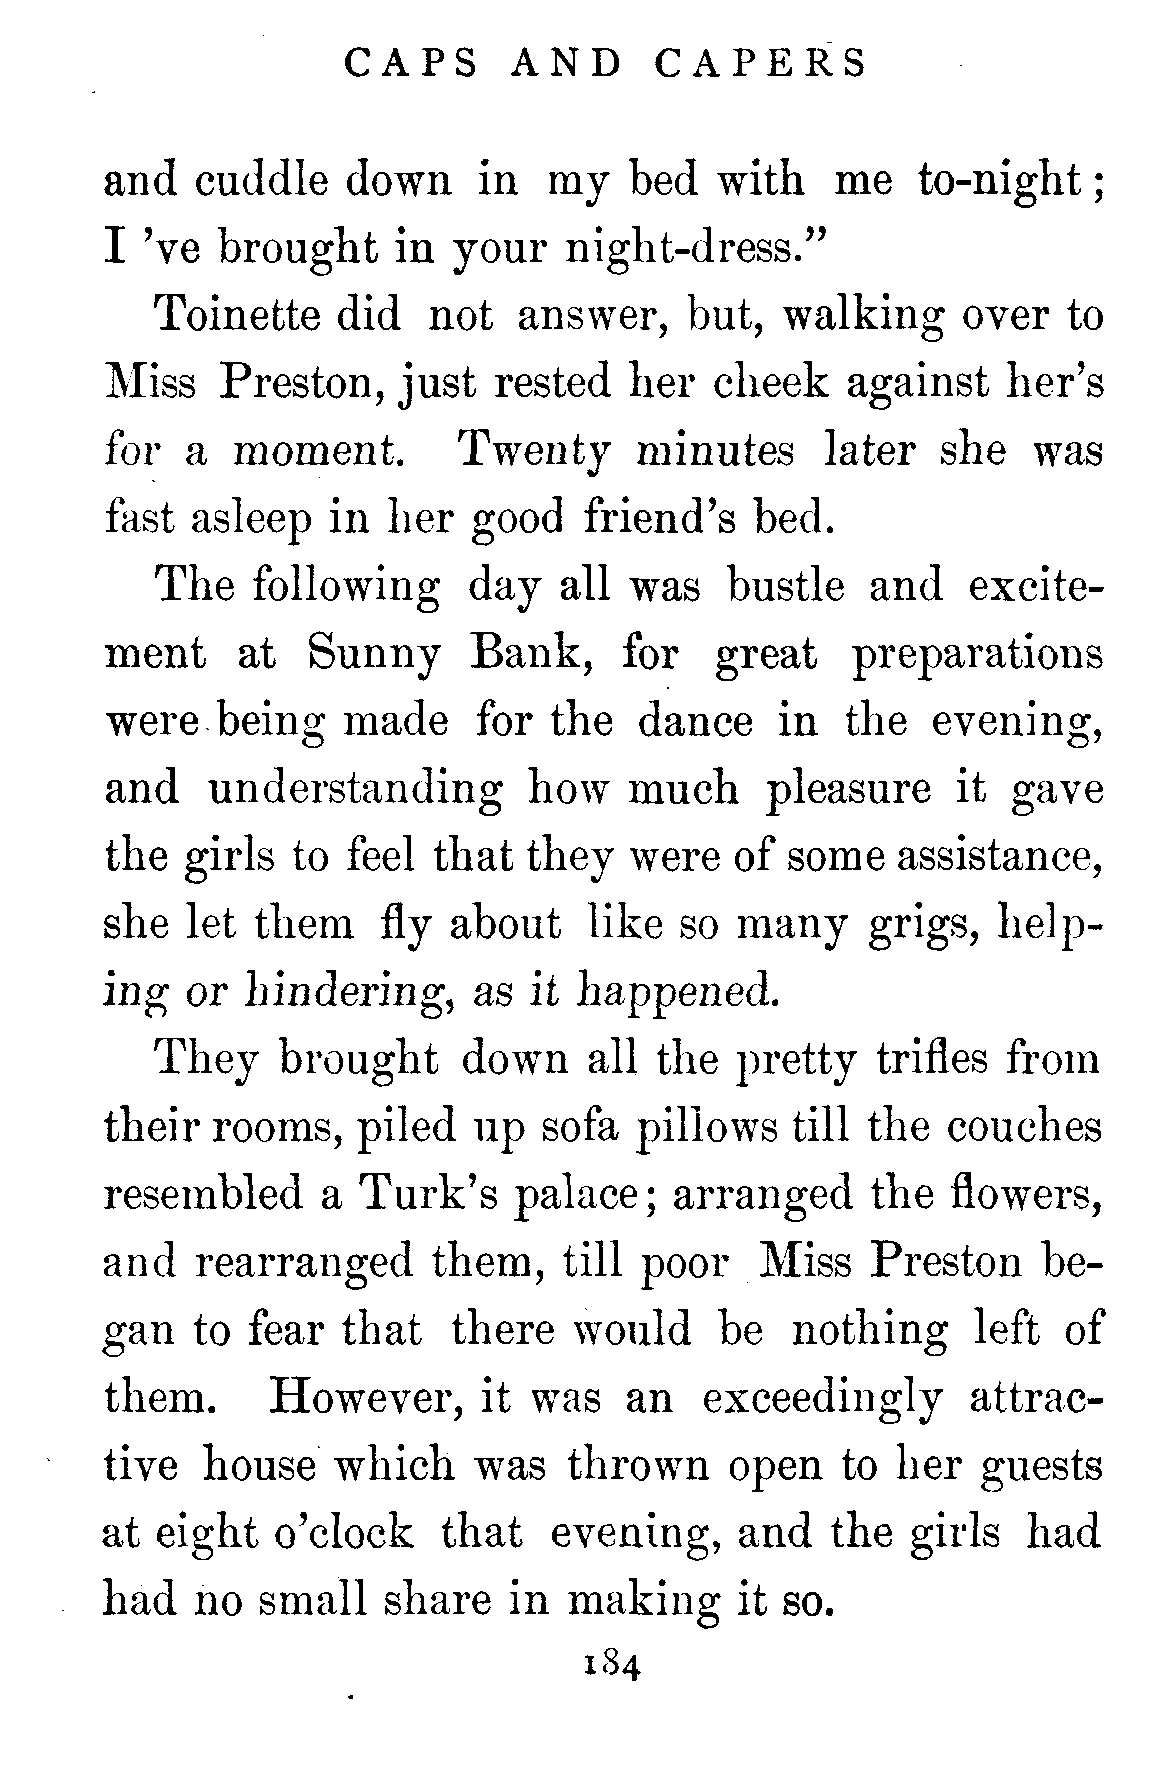 CAPS AND CAPERS
and cuddle down in my bed with me to-night;
I 've brought in your night-dress."
Toinette did not answer, but, walking over to
Miss Preston, just rested her cheek against her's
for a moment. Twenty minutes later she was
fast asleep in her good friend's bed.
The following day all was bustle and excite-
ment at Sunny Bank, for great preparations
were being made for the dance in the evening,
and understanding how much pleasure it gave
the girls to feel that they were of some assistance,
she let them fly about like so many grigs, help-
ing or hindering, as it happened.
They brought down all the pretty trifles from
their rooms, piled up sofa pillows till the couches
resembled a Turk's palace; arranged the flowers,
and rearranged them, till poor Miss Preston be-
gan to fear that there would be nothing left of
them. However, it was an exceedingly attrac-
tive house which was thrown open to her guests
at eight o'clock that evening, and the girls had
had no small share in making it so.
184